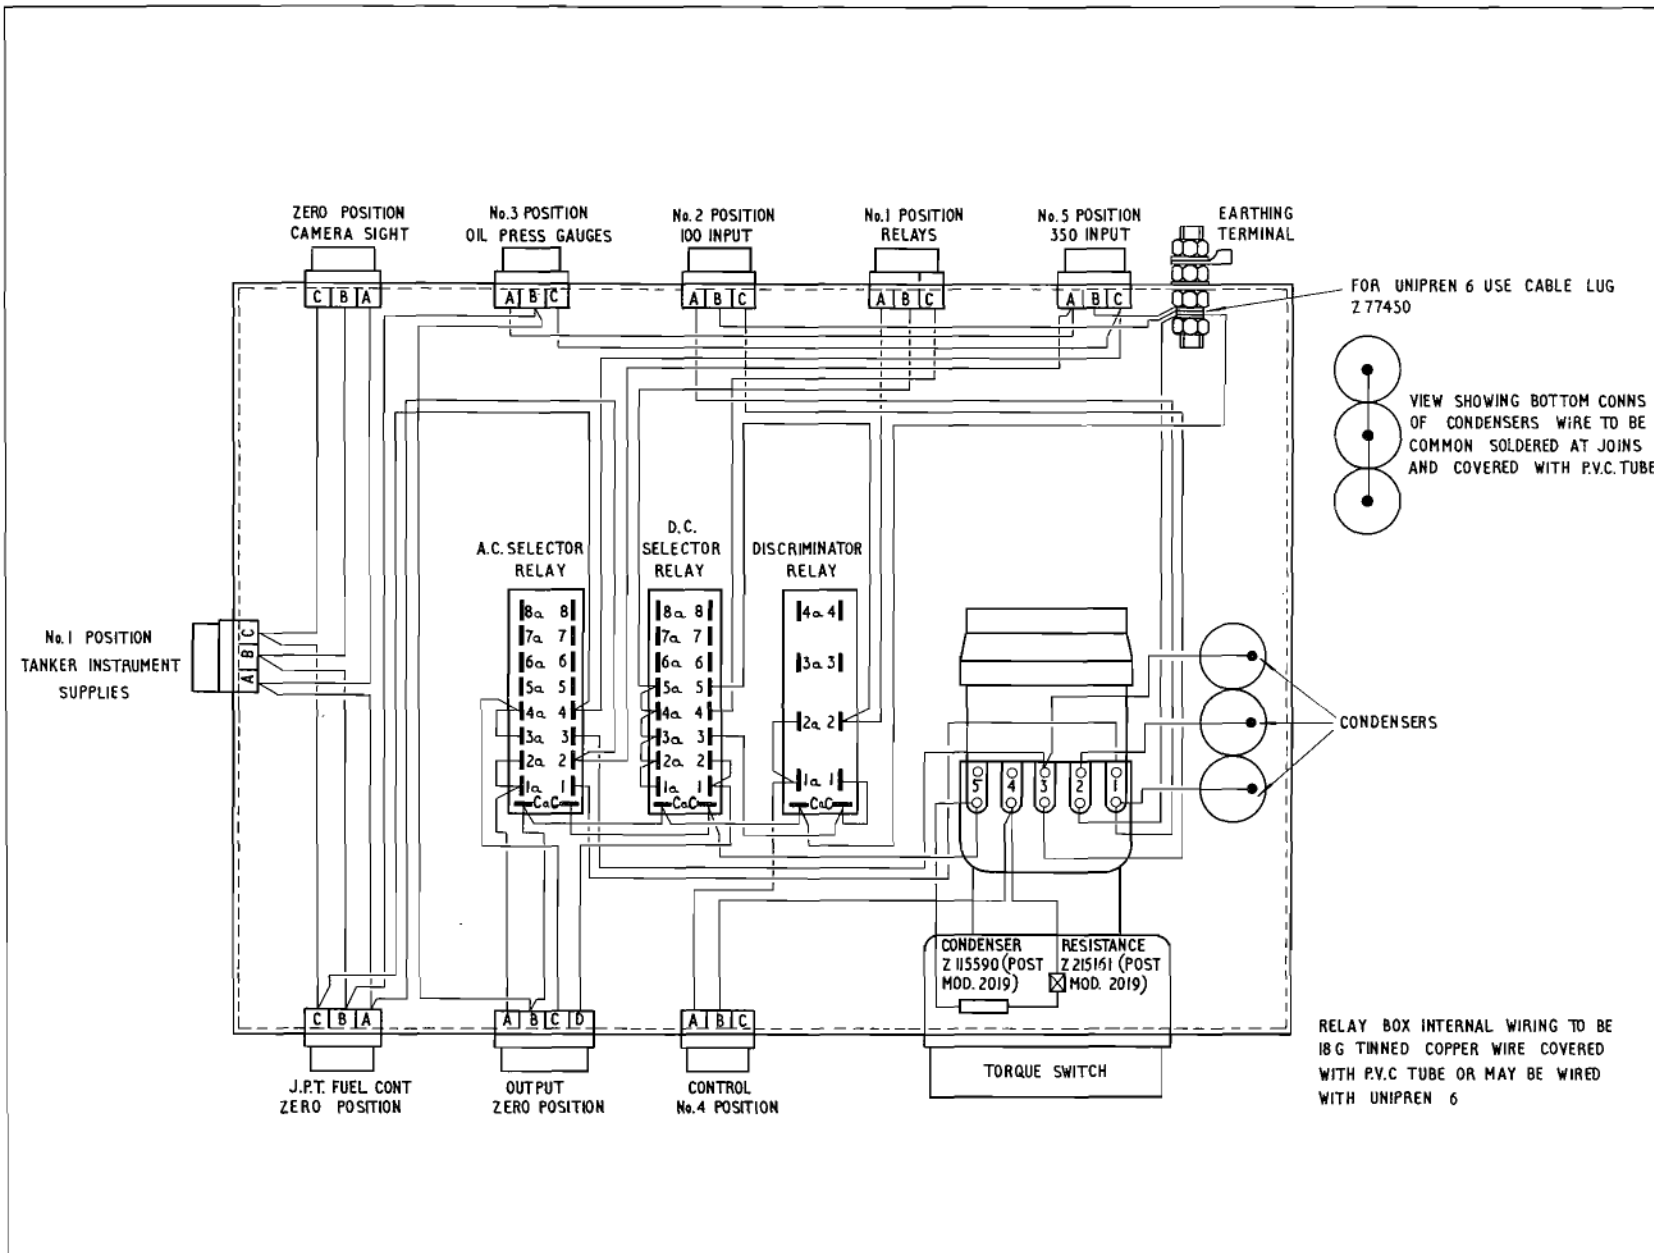 ZERO POSITION
CAMERA SIGHT
No.3 POSITION
OIL PRESS GAUGES
No.2 POSITION
100 INPUT
No.1 POSITION
RELAYS
No.5 POSITION
350 INPUT
EARTHING
TERMINAL
C B A
A B C
A B C
A B C
A B C
FOR UNIPREN 6 USE CABLE LUG
Z 77450
VIEW SHOWING BOTTOM CONNS
OF CONDENSERS WIRE TO BE
COMMON SOLDERED AT JOINS
AND COVERED WITH P.V.C. TUBE
A.C. SELECTOR
RELAY
D.C.
SELECTOR
RELAY
DISCRIMINATOR
RELAY
8a 8
7a 7
6a 6
5a 5
4a 4
3a 3
2a 2
1a 1
CaC
8a 8
7a 7
6a 6
5a 5
4a 4
3a 3
2a 2
1a 1
CaC
4a 4
3a 3
2a 2
1a 1
CaC
No.1 POSITION
TANKER INSTRUMENT
SUPPLIES
C
B
A
5 4 3 2 1
CONDENSERS
CONDENSER
Z 115590 (POST
MOD. 2019)
RESISTANCE
Z 215161 (POST
MOD. 2019)
C B A
A B C D
A B C
TORQUE SWITCH
J.P.T. FUEL CONT
ZERO POSITION
OUTPUT
ZERO POSITION
CONTROL
No.4 POSITION
RELAY BOX INTERNAL WIRING TO BE
18 G TINNED COPPER WIRE COVERED
WITH P.V.C TUBE OR MAY BE WIRED
WITH UNIPREN 6